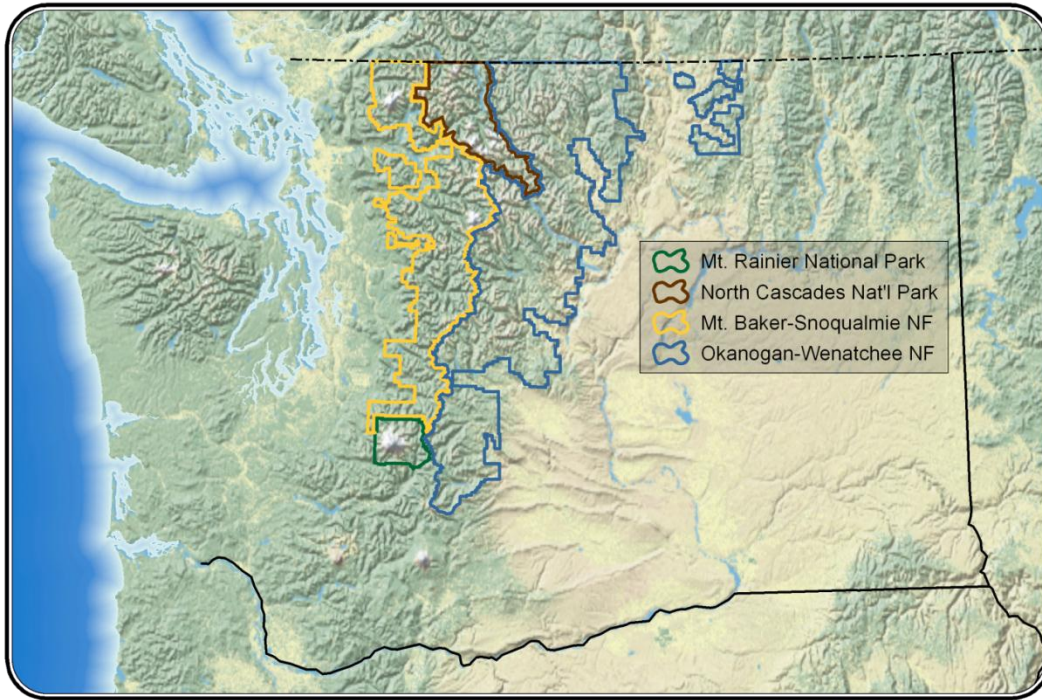 Mt. Rainier National Park
North Cascades Nat'l Park
Mt. Baker-Snoqualmie NF
Okanogan-Wenatchee NF